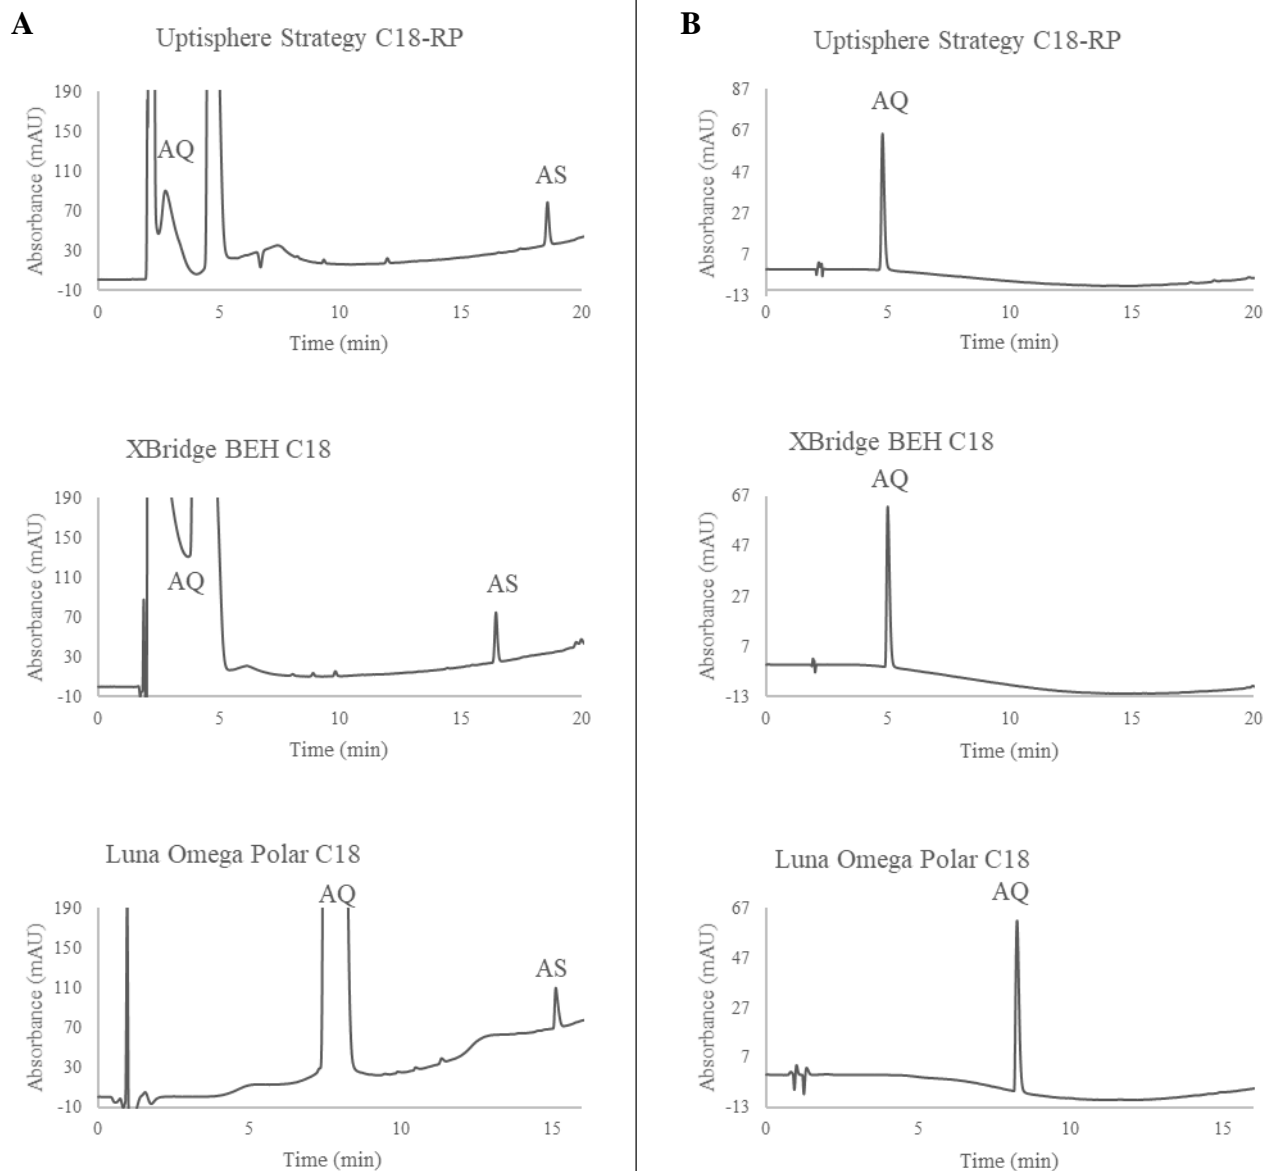 A
Uptisphere Strategy C18-RP
Absorbance (mAU)
190
150
110
70
30
-10
AQ
AS
0 5 10 15 20
Time (min)
XBridge BEH C18
Absorbance (mAU)
190
150
110
70
30
-10
AQ
AS
0 5 10 15 20
Time (min)
Luna Omega Polar C18
Absorbance (mAU)
190
150
110
70
30
-10
AQ
AS
0 5 10 15
Time (min)
B
Uptisphere Strategy C18-RP
Absorbance (mAU)
87
67
47
27
7
-13
AQ
0 5 10 15 20
Time (min)
XBridge BEH C18
AQ
Absorbance (mAU)
67
47
27
7
-13
0 5 10 15 20
Time (min)
Luna Omega Polar C18
AQ
Absorbance (mAU)
67
47
27
7
-13
0 5 10 15
Time (min)